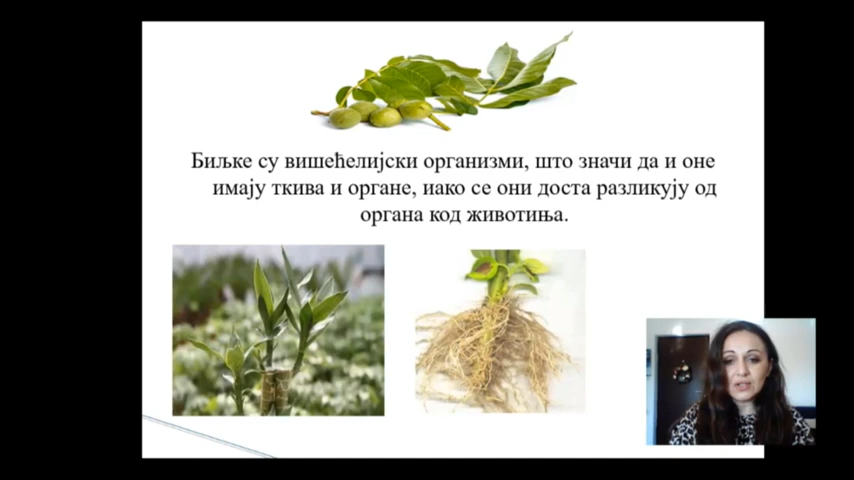 Биљке су вишећелијски организми, што значи да и оне
имају ткива и органе, иако се они доста разликују од
органа код животиња.